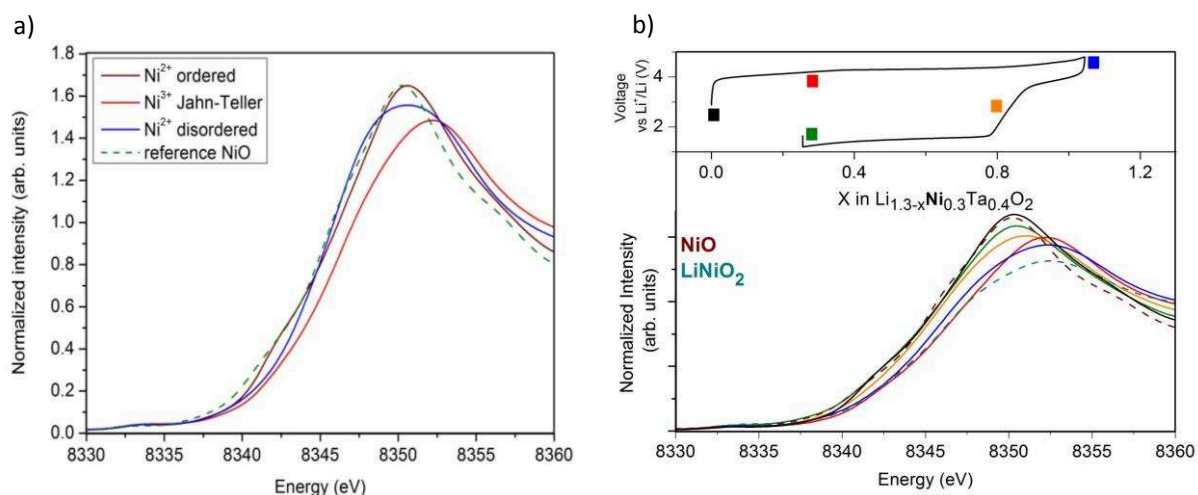 a)
1.8
1.6
1.4
1.2
1.0
0.8
0.6
0.4
0.2
0.0
Normalized intensity (arb. units)
Ni²⁺ ordered
Ni³⁺ Jahn-Teller
Ni²⁺ disordered
reference NiO
8330 8335 8340 8345 8350 8355 8360
Energy (eV)
b)
Voltage
vs Li⁺/Li (V)
4
2
0.0 0.4 0.8 1.2
X in Li₁.₃₋ₓNi₀.₃Ta₀.₄O₂
NiO
LiNiO₂
Normalized Intensity
(arb. units)
8330 8335 8340 8345 8350 8355 8360
Energy (eV)